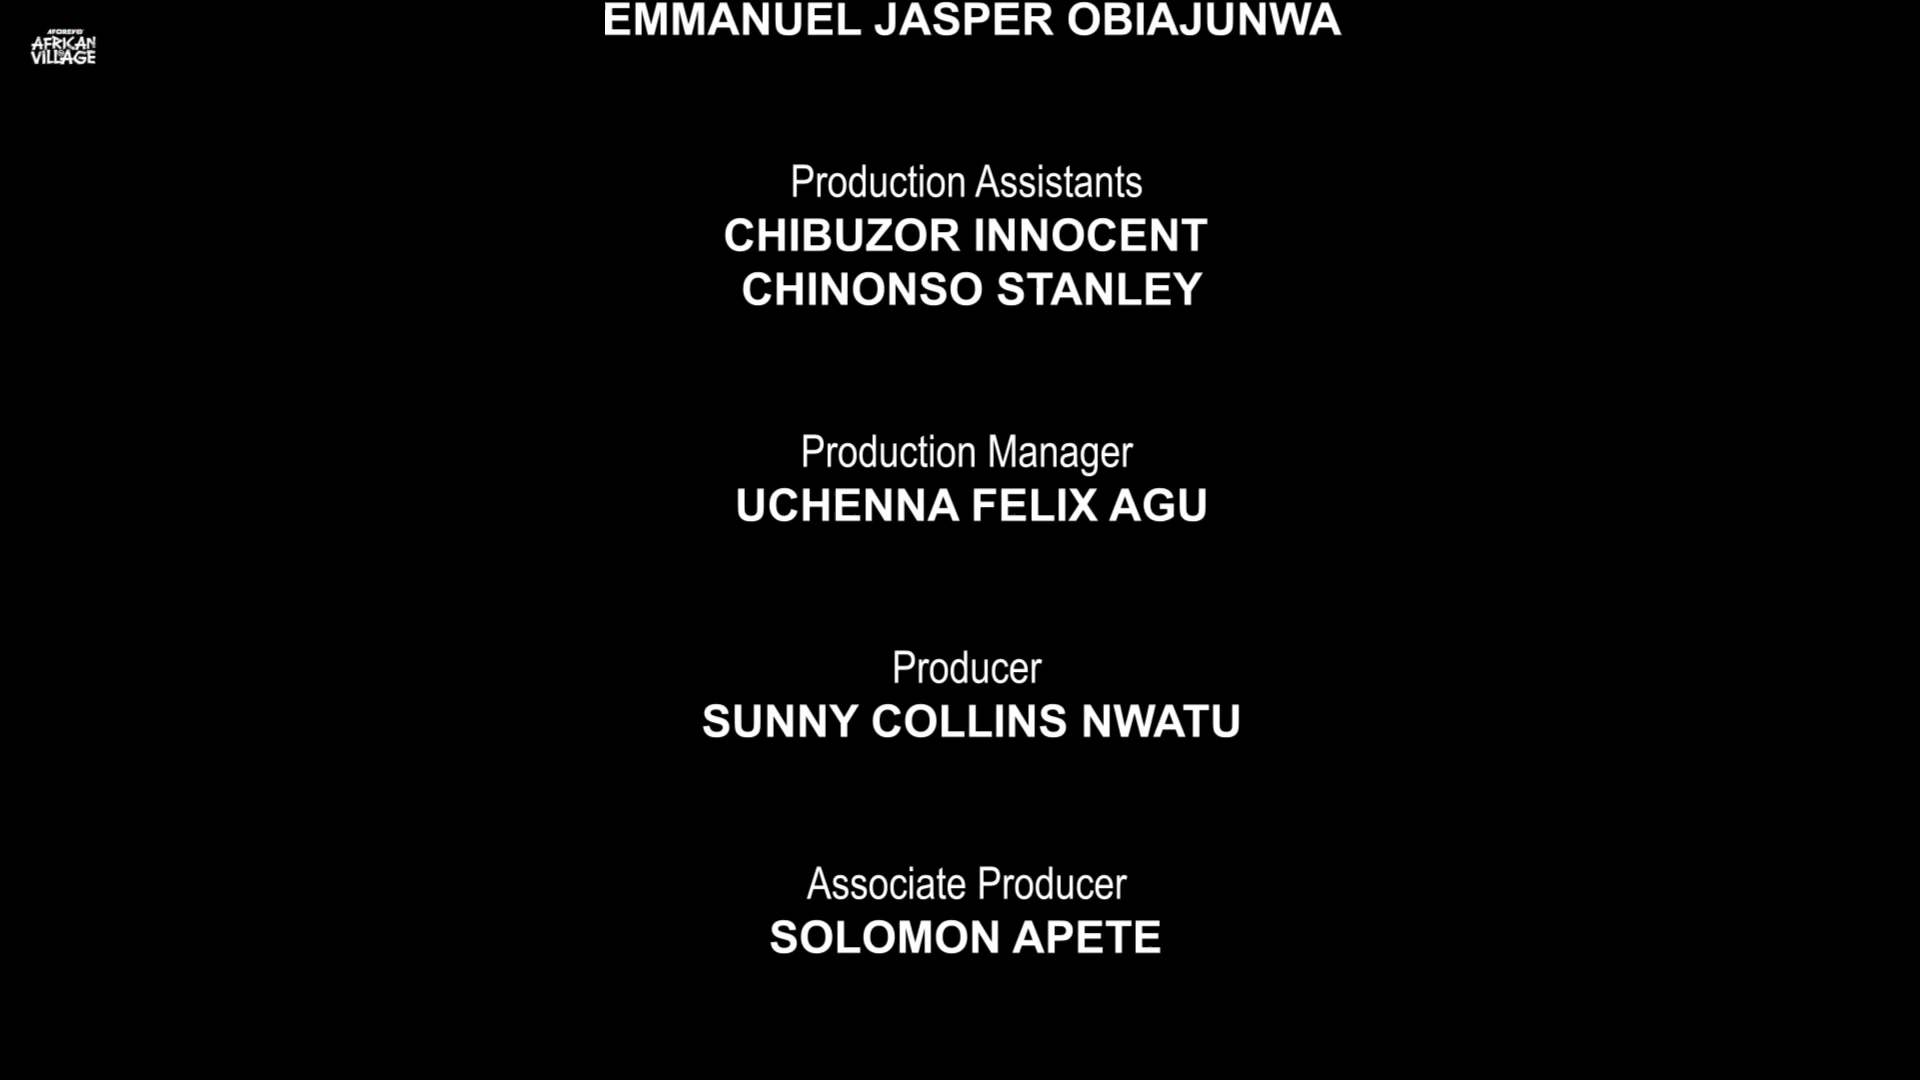 EMMANUEL JASPER OBIAJUNWA
AFOREVO
AFRICAN
VILLAGE
Production Assistants
CHIBUZOR INNOCENT
CHINONSO STANLEY
Production Manager
UCHENNA FELIX AGU
Producer
SUNNY COLLINS NWATU
Associate Producer
SOLOMON APETE